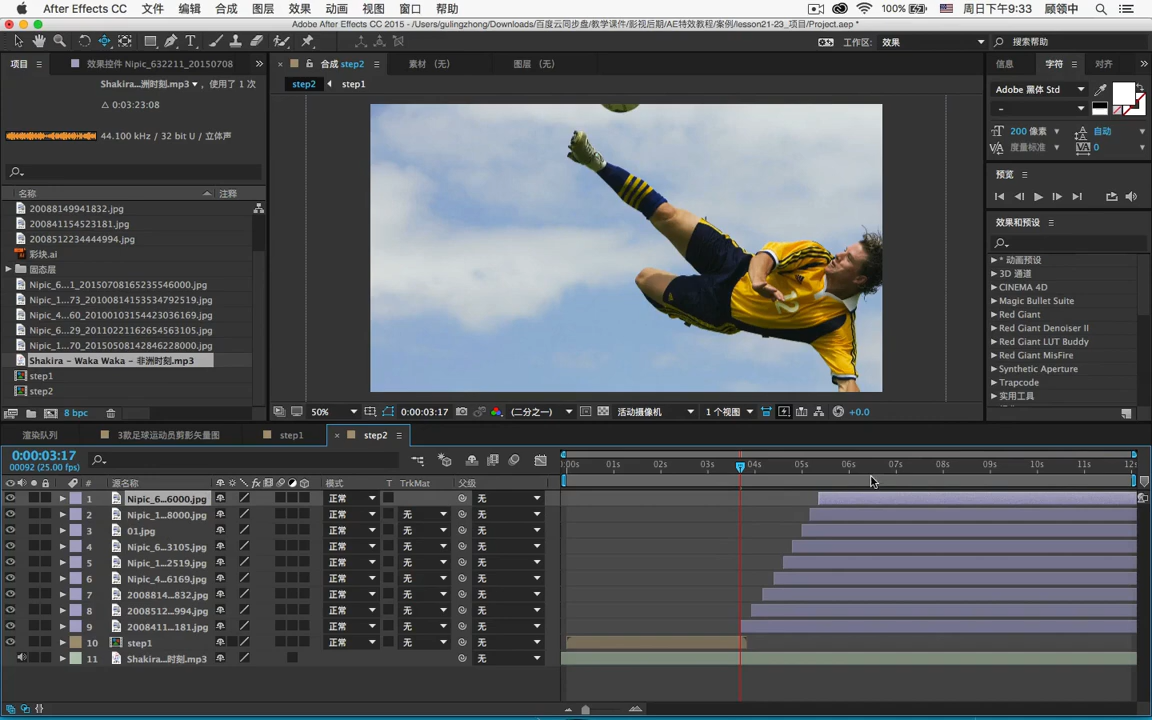 After Effects CC 文件 编辑 合成 图层 效果 动画 视图 窗口 帮助 100% 周日下午9:33 顾领中
Adobe After Effects CC 2015 - /Users/gulingzhong/Downloads/百度云同步盘/教学课件/影视后期/AE特效教程/案例/lesson21-23_项目/Project.aep *
工作区: 效果 搜索帮助
项目 效果控件 Nipic_632211_20150708 合成 step2 素材 (无) 图层 (无) 信息 字符 对齐
step2 step1
Shakira...洲时刻.mp3, 使用了 1 次
0:03:23:08
44.100 kHz / 32 bit U / 立体声
名称 注释
200881499418​32.jpg
200841154523181.jpg
2008512234444994.jpg
彩块.ai
固态层
Nipic_6...1_20150708165235546000.jpg
Nipic_1...73_20100814153534792519.jpg
Nipic_4...60_20100103154423036169.jpg
Nipic_6...29_20110221162654563105.jpg
Nipic_1...70_20150508142846228000.jpg
Shakira - Waka Waka - 非洲时刻.mp3
step1
step2
8 bpc
50% 0:00:03:17 (二分之一) 活动摄像机 1 个视图 +0.0
Adobe 黑体 Std
-
200 像素 自动
度量标准 0
预览
效果和预设
* 动画预设
3D 通道
CINEMA 4D
Magic Bullet Suite
Red Giant
Red Giant Denoiser II
Red Giant LUT Buddy
Red Giant MisFire
Synthetic Aperture
Trapcode
实用工具
渲染队列 3款足球运动员剪影矢量图 step1 step2
0:00:03:17
00092 (25.00 fps)
:00s 01s 02s 03s 04s 05s 06s 07s 08s 09s 10s 11s 12s
# 源名称 fx 模式 T TrkMat 父级
1 Nipic_6...6000.jpg 正常 无
2 Nipic_1...8000.jpg 正常 无 无
3 01.jpg 正常 无 无
4 Nipic_6...3105.jpg 正常 无 无
5 Nipic_1...2519.jpg 正常 无 无
6 Nipic_4...6169.jpg 正常 无 无
7 2008814...832.jpg 正常 无 无
8 2008512...994.jpg 正常 无 无
9 2008411...181.jpg 正常 无 无
10 step1 正常 无 无
11 Shakira...时刻.mp3 无